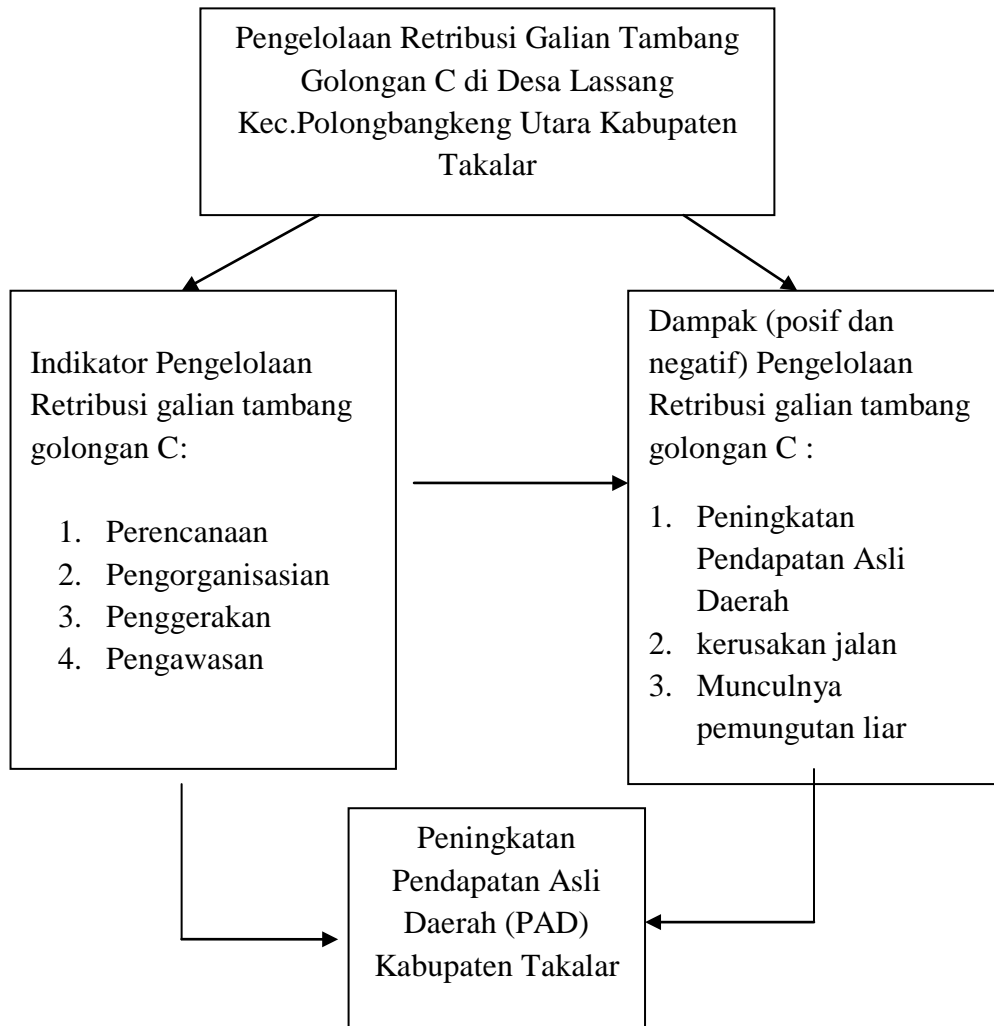 Pengelolaan Retribusi Galian Tambang
Golongan C di Desa Lassang
Kec.Polongbangkeng Utara Kabupaten
Takalar
Indikator Pengelolaan
Retribusi galian tambang
golongan C:
1. Perencanaan
2. Pengorganisasian
3. Penggerakan
4. Pengawasan
Dampak (posif dan
negatif) Pengelolaan
Retribusi galian tambang
golongan C :
1. Peningkatan
Pendapatan Asli
Daerah
2. kerusakan jalan
3. Munculnya
pemungutan liar
Peningkatan
Pendapatan Asli
Daerah (PAD)
Kabupaten Takalar